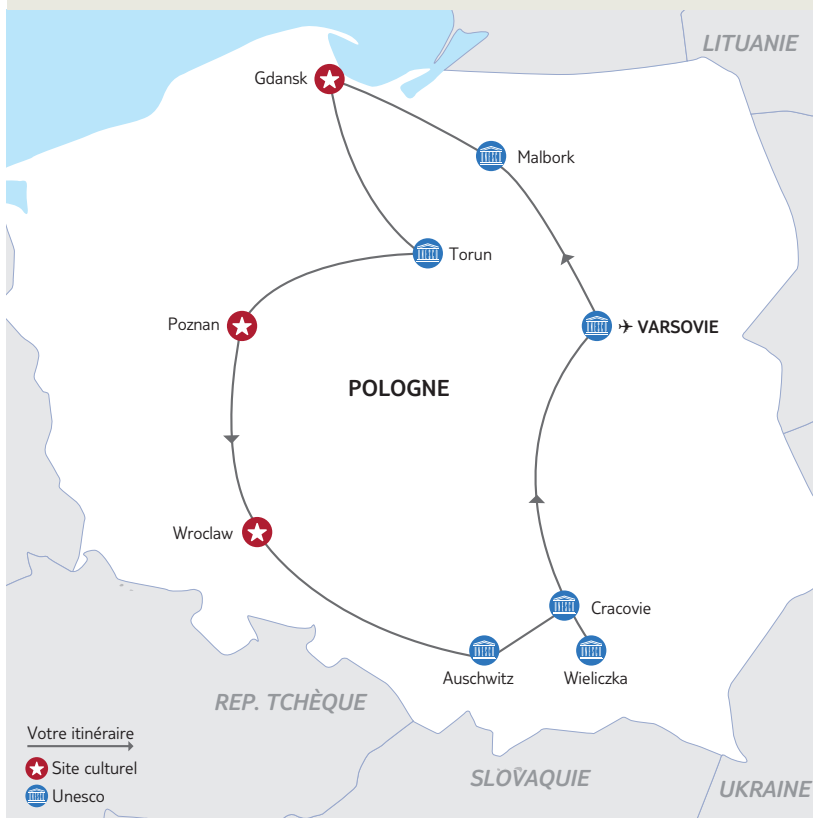 LITUANIE
Gdansk
Malbork
Torun
Poznan
VARSOVIE
POLOGNE
Wroclaw
Cracovie
Auschwitz
Wieliczka
REP. TCHÈQUE
Votre itinéraire
Site culturel
SLOVAQUIE
UKRAINE
Unesco